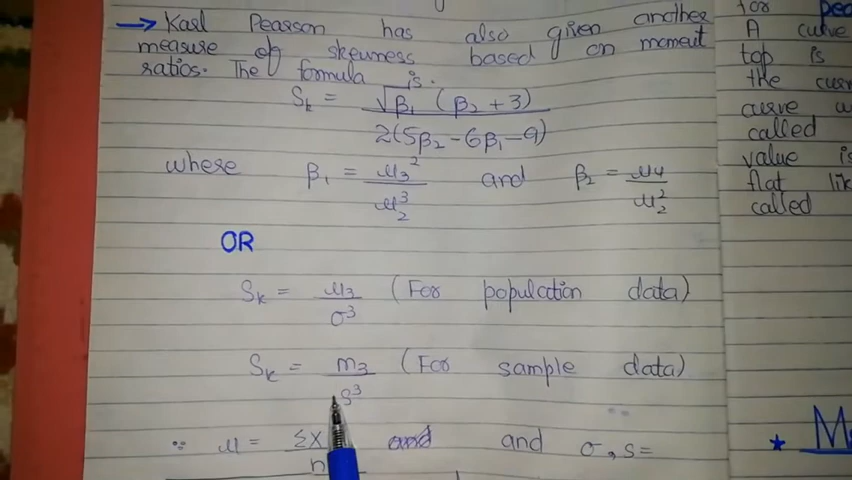 → Karl Pearson has also given another
measure of skewness based on moment
ratios. The formula is.
Sk = √β₁ (β₂ + 3) / 2(5β₂ - 6β₁ - 9)
where β₁ = μ₃² / μ₂³ and β₂ = μ₄ / μ₂²
OR
Sk = μ₃ / σ³ (For population data)
Sk = m₃ / s³ (For sample data)
∵ μ = ΣX / n and σ, s =
for
A curve
top is
the
curve
called
value is
flat
called
★ M